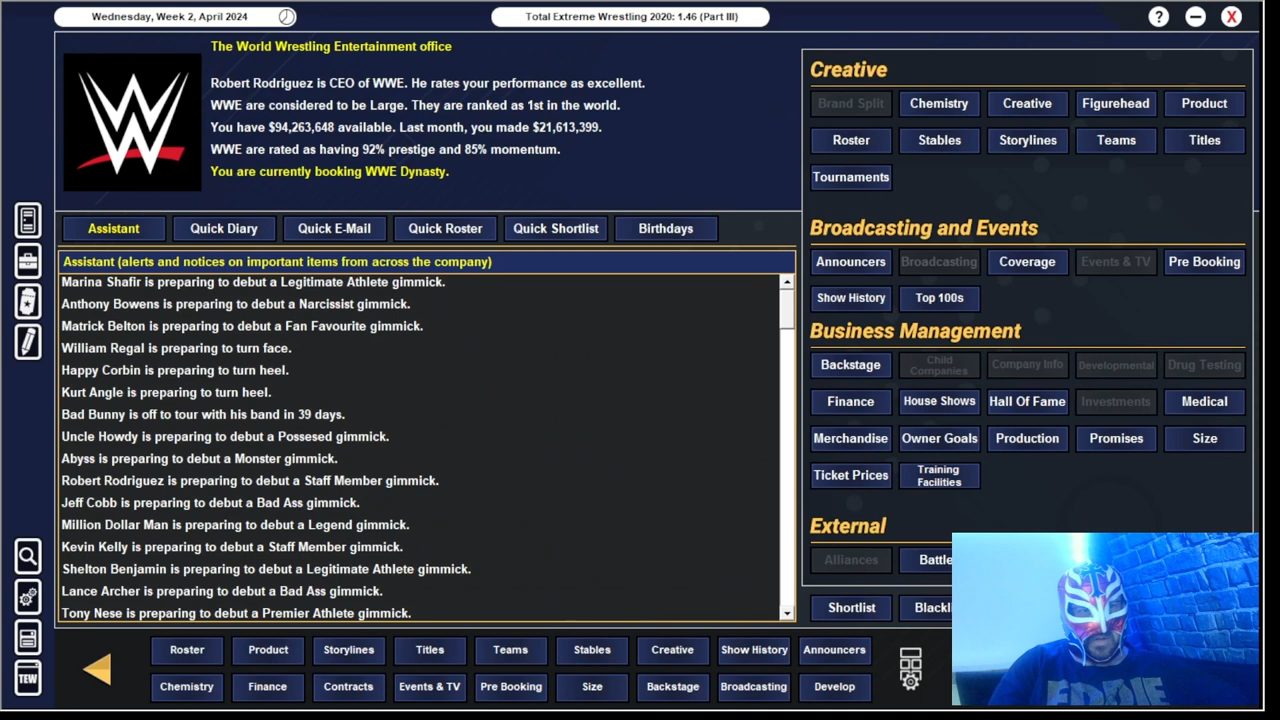 Wednesday, Week 2, April 2024
Total Extreme Wrestling 2020: 1.46 (Part III)
?
X
The World Wrestling Entertainment office
Robert Rodriguez is CEO of WWE. He rates your performance as excellent.
WWE are considered to be Large. They are ranked as 1st in the world.
You have $94,263,648 available. Last month, you made $21,613,399.
WWE are rated as having 92% prestige and 85% momentum.
You are currently booking WWE Dynasty.
Assistant
Quick Diary
Quick E-Mail
Quick Roster
Quick Shortlist
Birthdays
Assistant (alerts and notices on important items from across the company)
Marina Shafir is preparing to debut a Legitimate Athlete gimmick.
Anthony Bowens is preparing to debut a Narcissist gimmick.
Matrick Belton is preparing to debut a Fan Favourite gimmick.
William Regal is preparing to turn face.
Happy Corbin is preparing to turn heel.
Kurt Angle is preparing to turn heel.
Bad Bunny is off to tour with his band in 39 days.
Uncle Howdy is preparing to debut a Possesed gimmick.
Abyss is preparing to debut a Monster gimmick.
Robert Rodriguez is preparing to debut a Staff Member gimmick.
Jeff Cobb is preparing to debut a Bad Ass gimmick.
Million Dollar Man is preparing to debut a Legend gimmick.
Kevin Kelly is preparing to debut a Staff Member gimmick.
Shelton Benjamin is preparing to debut a Legitimate Athlete gimmick.
Lance Archer is preparing to debut a Bad Ass gimmick.
Tony Nese is preparing to debut a Premier Athlete gimmick.
Creative
Brand Split
Chemistry
Creative
Figurehead
Product
Roster
Stables
Storylines
Teams
Titles
Tournaments
Broadcasting and Events
Announcers
Broadcasting
Coverage
Events & TV
Pre Booking
Show History
Top 100s
Business Management
Backstage
Child
Companies
Company Info
Developmental
Drug Testing
Finance
House Shows
Hall Of Fame
Investments
Medical
Merchandise
Owner Goals
Production
Promises
Size
Ticket Prices
Training
Facilities
External
Alliances
Battle
Shortlist
Blackli
Roster
Product
Storylines
Titles
Teams
Stables
Creative
Show History
Announcers
Chemistry
Finance
Contracts
Events & TV
Pre Booking
Size
Backstage
Broadcasting
Develop
TEW
EDDIE